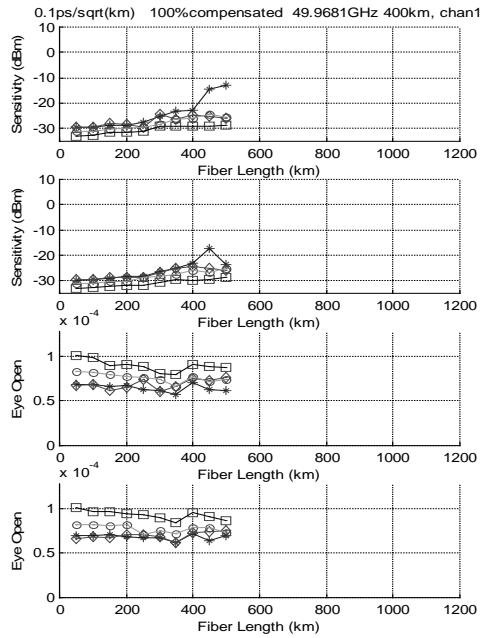 0.1ps/sqrt(km) 100%compensated 49.9681GHz 400km, chan1
Sensitivity (dBm)
10
0
-10
-20
-30
0 200 400 600 800 1000 1200
Fiber Length (km)
Sensitivity (dBm)
10
0
-10
-20
-30
0 200 400 600 800 1000 1200
Fiber Length (km)
x 10-4
Eye Open
1
0.5
0
0 200 400 600 800 1000 1200
Fiber Length (km)
x 10-4
Eye Open
1
0.5
0
0 200 400 600 800 1000 1200
Fiber Length (km)